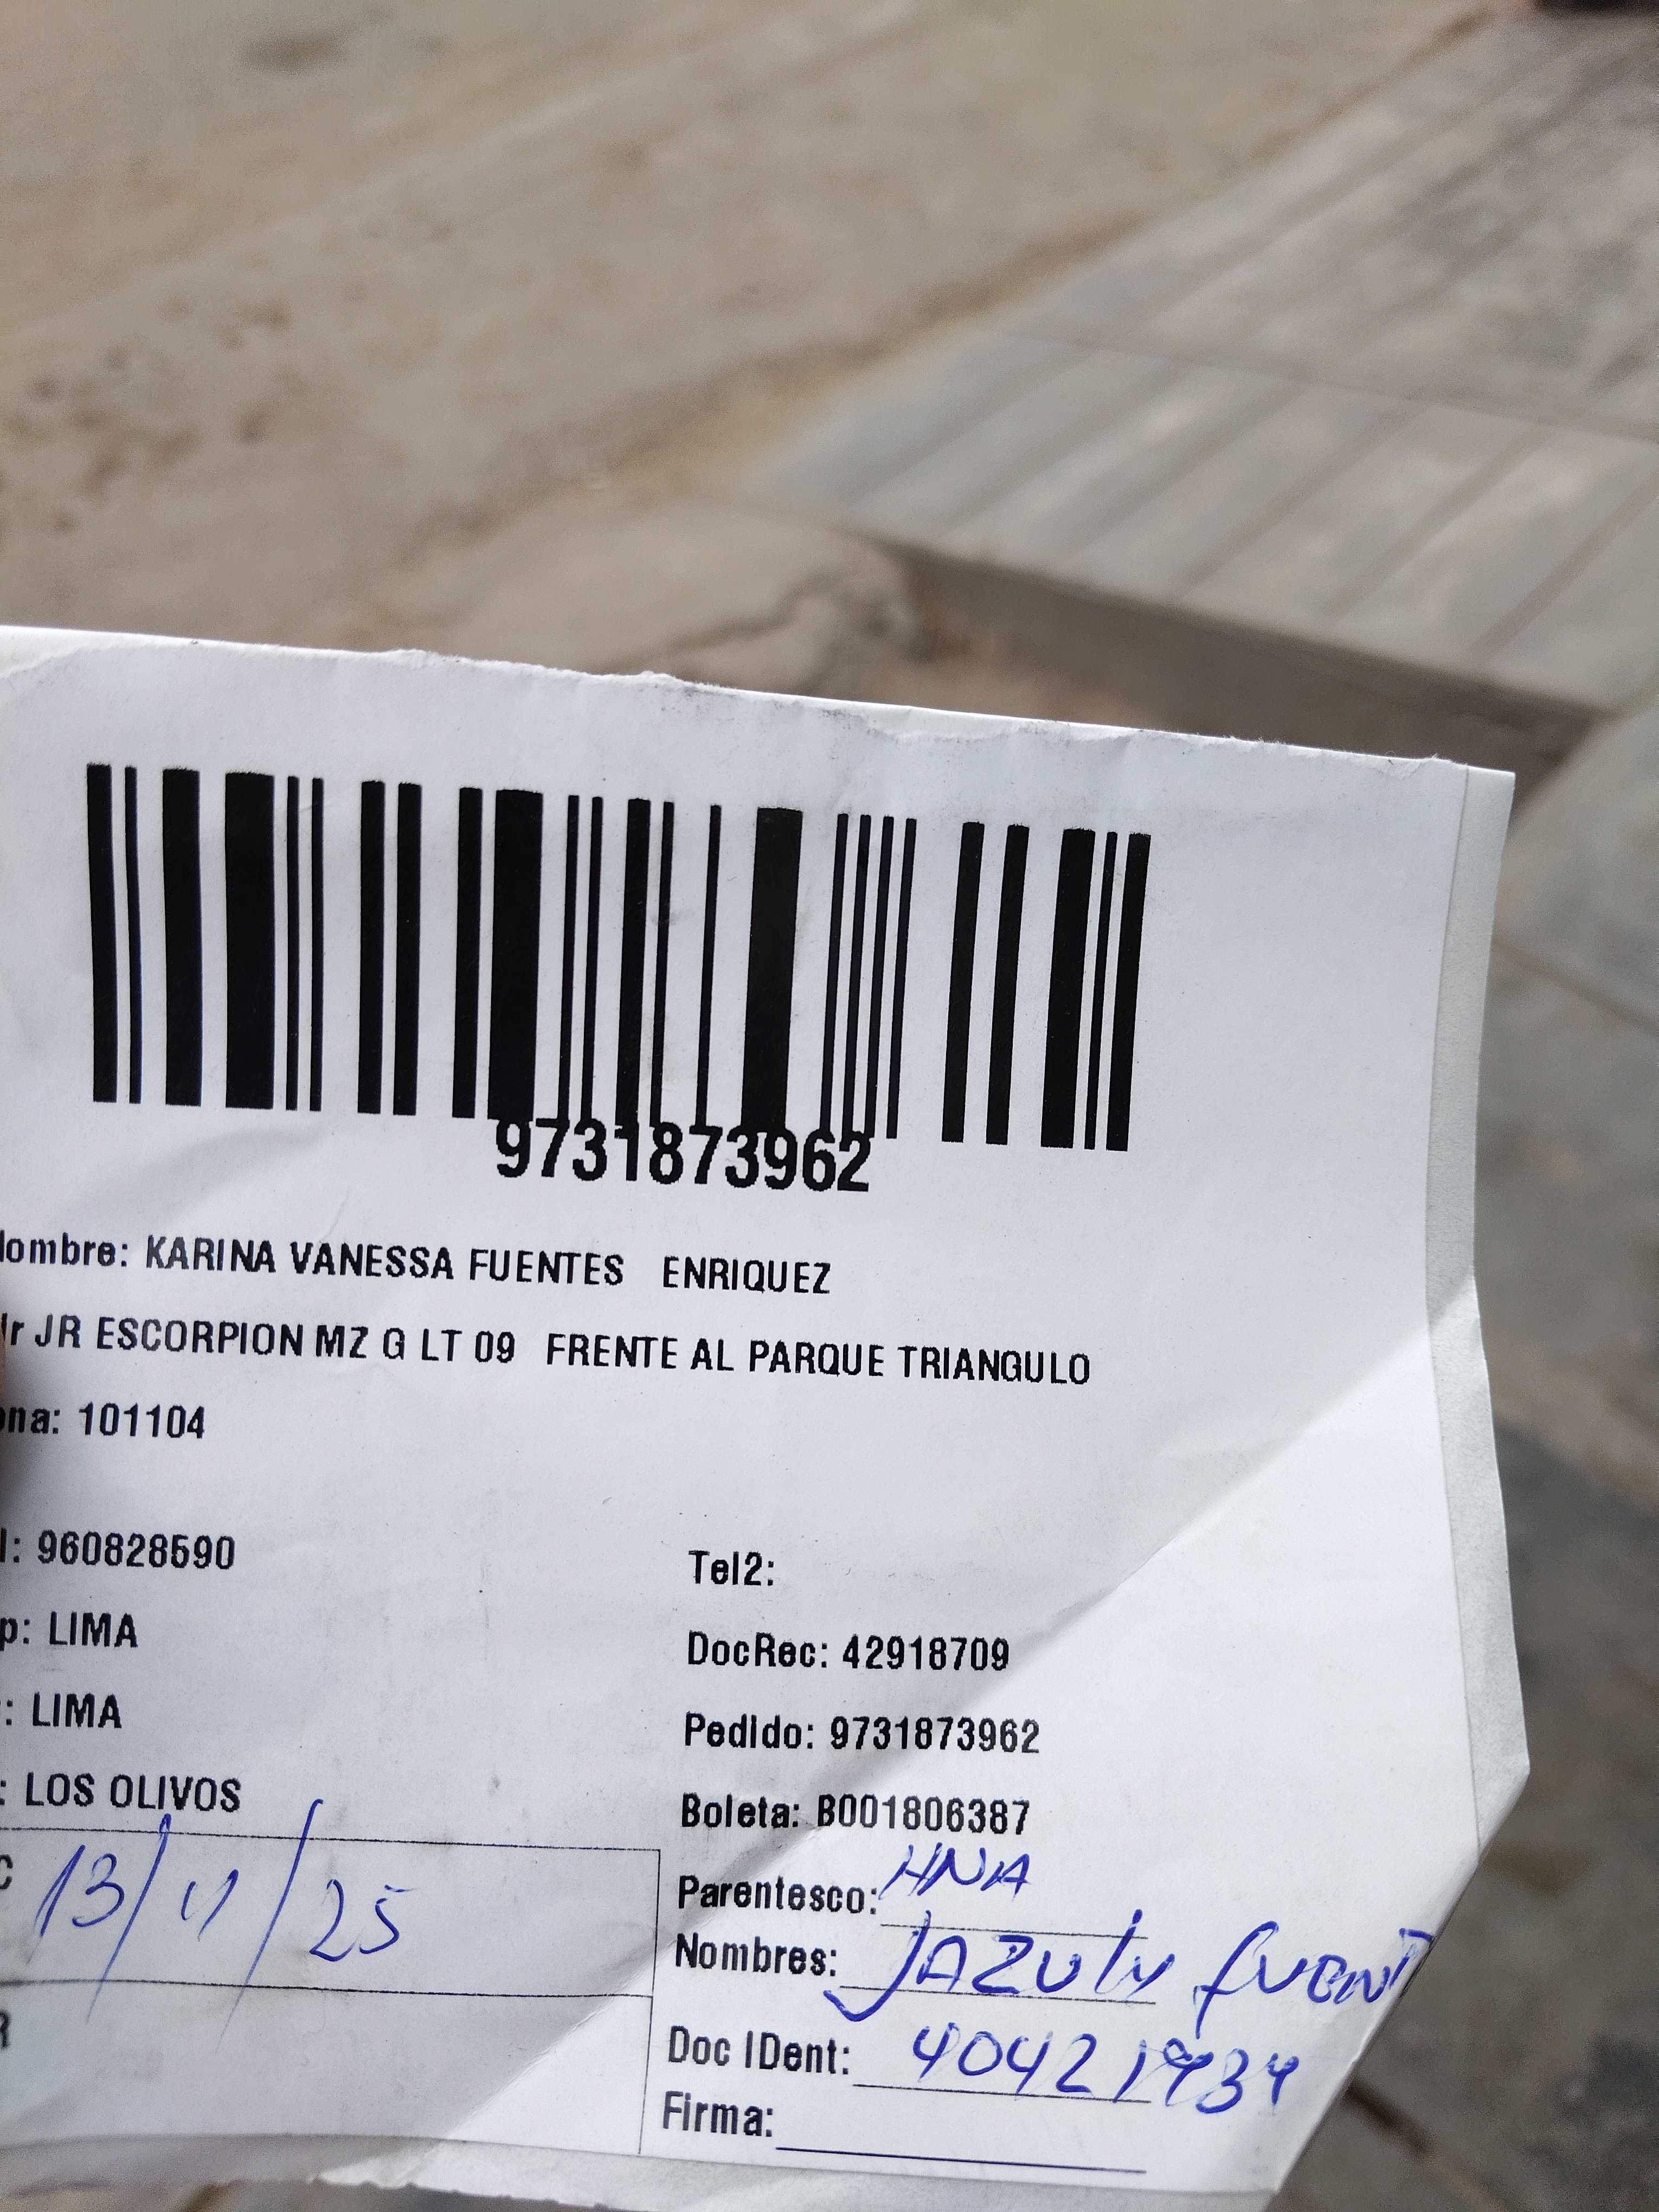 9731873962
ombre: KARINA VANESSA FUENTES ENRIQUEZ
ir JR ESCORPION MZ G LT 09 FRENTE AL PARQUE TRIANGULO
ona: 101104
l: 960828590 Tel2:
p: LIMA DocRec: 42918709
: LIMA Pedido: 9731873962
: LOS OLIVOS Boleta: B001806387
C 13/11/25 Parentesco: HNA
Nombres: JAZULY FUENT
R Doc IDent: 40421934
Firma: